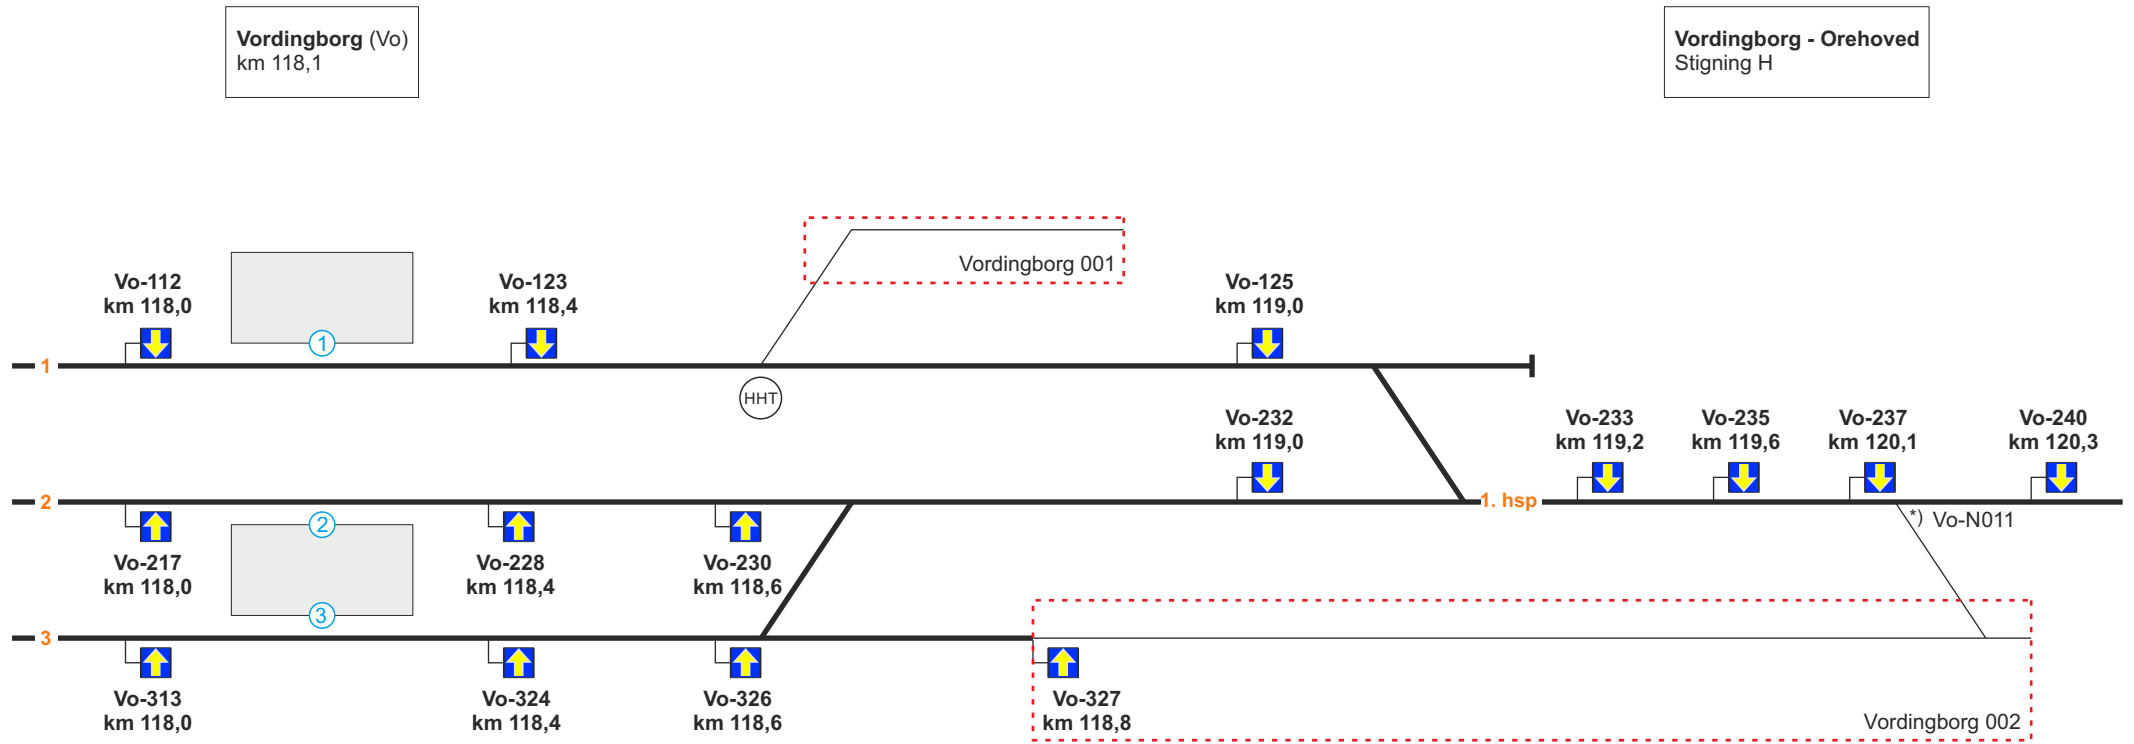 Vordingborg (Vo)
km 118,1
Vordingborg - Orehoved
Stigning H
Vordingborg 001
Vo-112
km 118,0
Vo-123
km 118,4
Vo-125
km 119,0
1
1
HHT
Vo-232
km 119,0
Vo-233
km 119,2
Vo-235
km 119,6
Vo-237
km 120,1
Vo-240
km 120,3
2
1. hsp
2
*) Vo-N011
Vo-217
km 118,0
Vo-228
km 118,4
Vo-230
km 118,6
3
3
Vo-313
km 118,0
Vo-324
km 118,4
Vo-326
km 118,6
Vo-327
km 118,8
Vordingborg 002